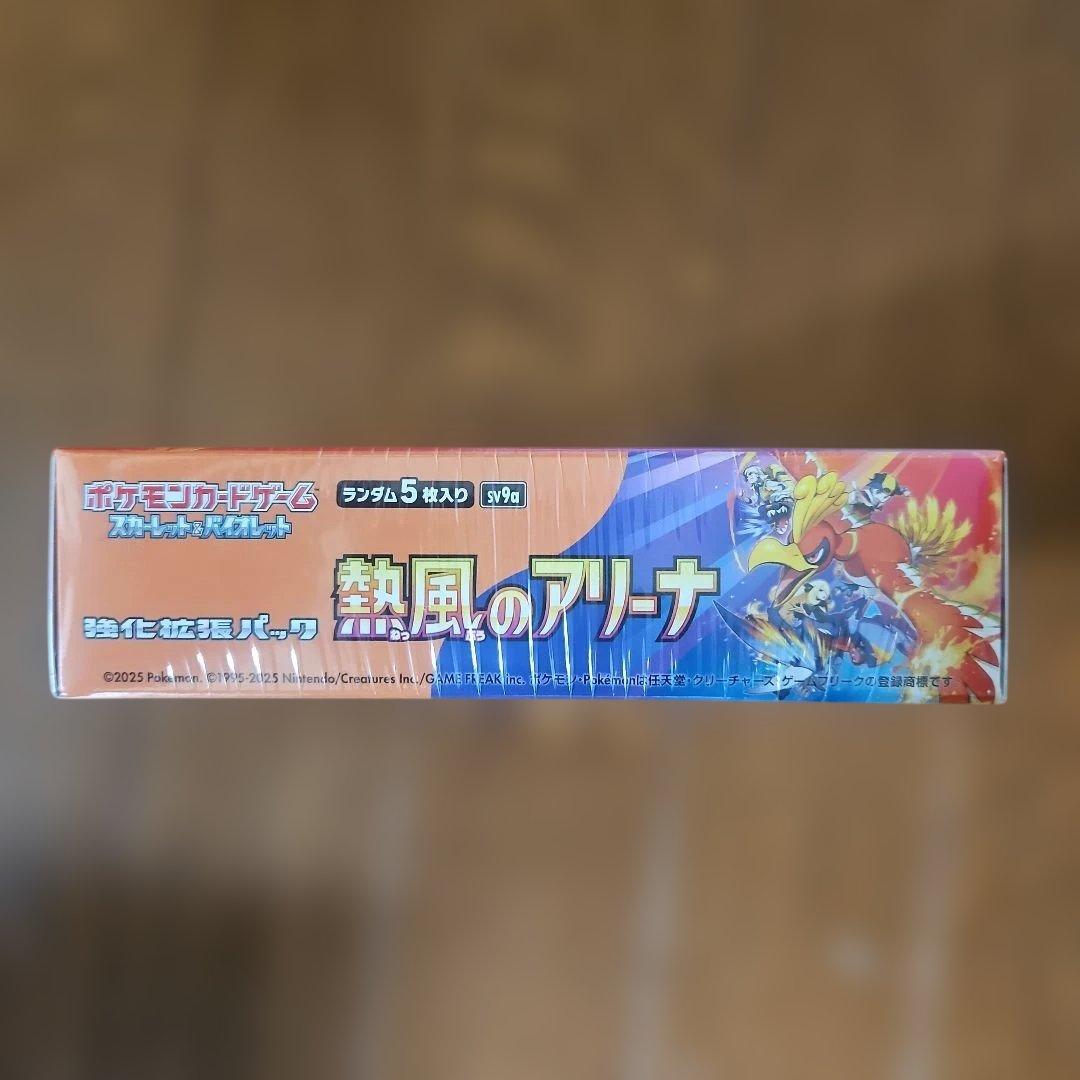 ポケモンカードゲーム
スカーレット&バイオレット
ランダム5枚入り sv9a
強化拡張パック
熱風のアリーナ
ねっ ぷう
©2025 Pokémon. ©1995-2025 Nintendo/Creatures Inc./GAME FREAK inc. ポケモン・Pokémonは任天堂・クリーチャーズ・ゲームフリークの登録商標です